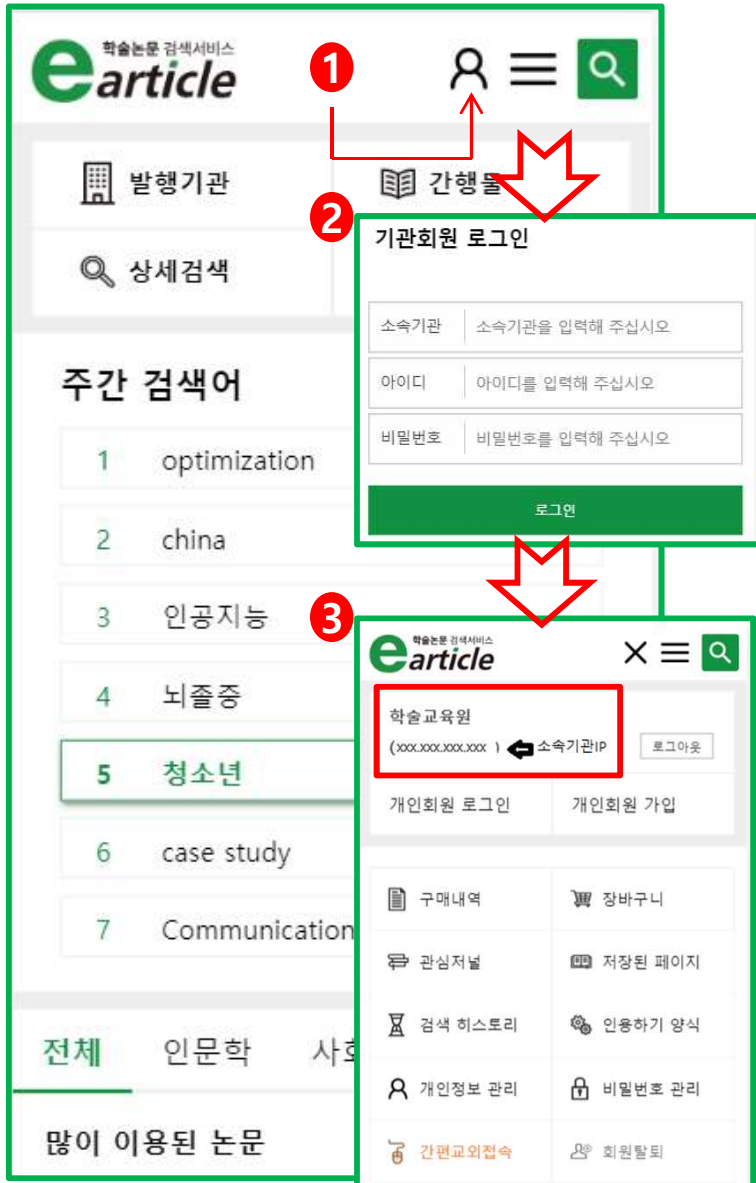 학술논문 검색서비스
earticle
1
발행기관
간행물
상세검색
2
기관회원 로그인
소속기관 소속기관을 입력해 주십시오
아이디 아이디를 입력해 주십시오
비밀번호 비밀번호를 입력해 주십시오
로그인
주간 검색어
1 optimization
2 china
3 인공지능
4 뇌졸중
5 청소년
6 case study
7 Communication
전체 인문학 사회
많이 이용된 논문
3
학술논문 검색서비스
earticle
학술교육원
(xxx.xxx.xxx.xxx ) 소속기관IP 로그아웃
개인회원 로그인 개인회원 가입
구매내역 장바구니
관심저널 저장된 페이지
검색 히스토리 인용하기 양식
개인정보 관리 비밀번호 관리
간편교외접속 회원탈퇴